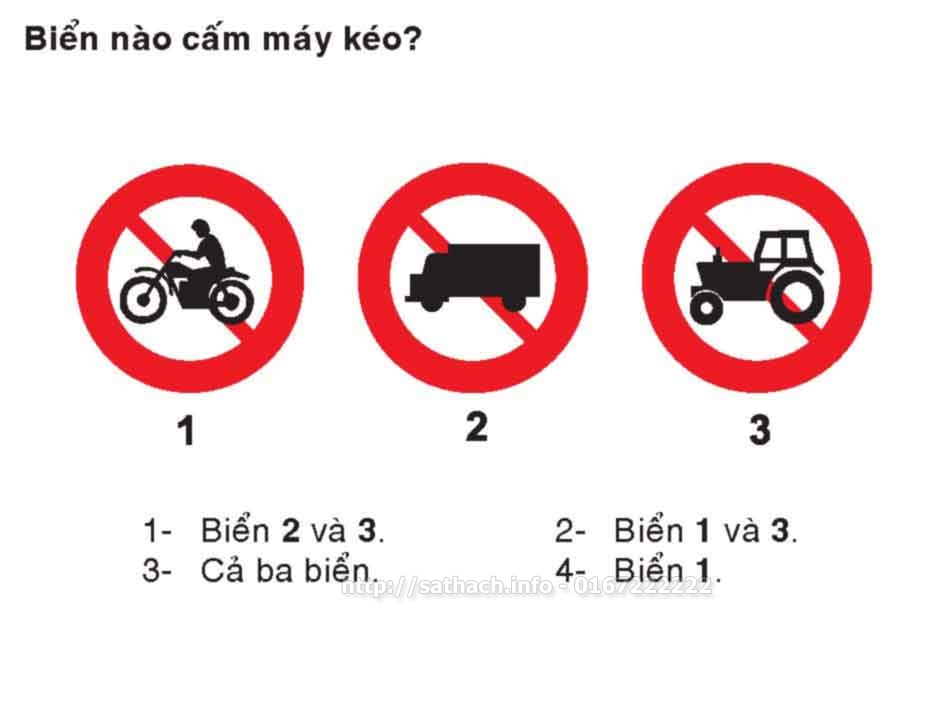 Biển nào cấm máy kéo?
1 2 3
1- Biển 2 và 3. 2- Biển 1 và 3.
3- Cả ba biển. 4- Biển 1.
http://sathach.info - 0167222222